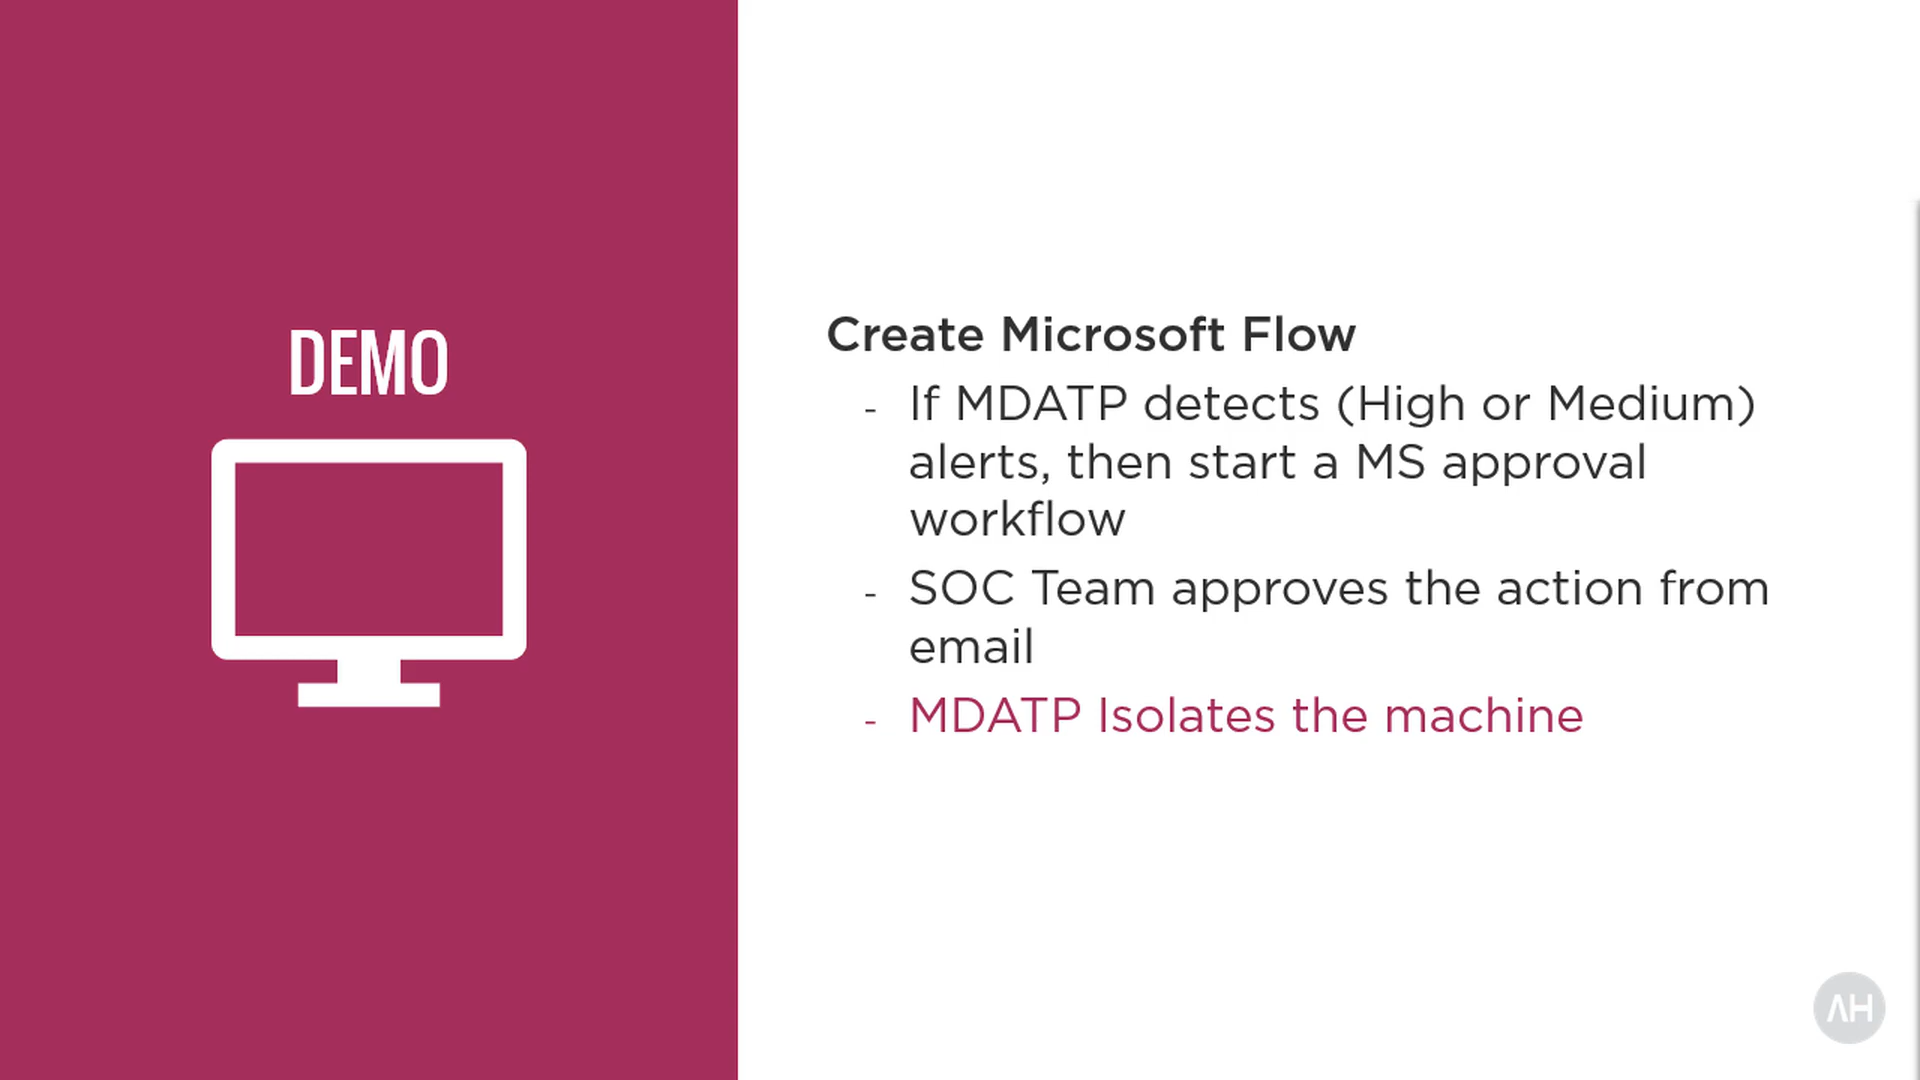 DEMO
Create Microsoft Flow
- If MDATP detects (High or Medium)
alerts, then start a MS approval
workflow
- SOC Team approves the action from
email
- MDATP Isolates the machine
AH